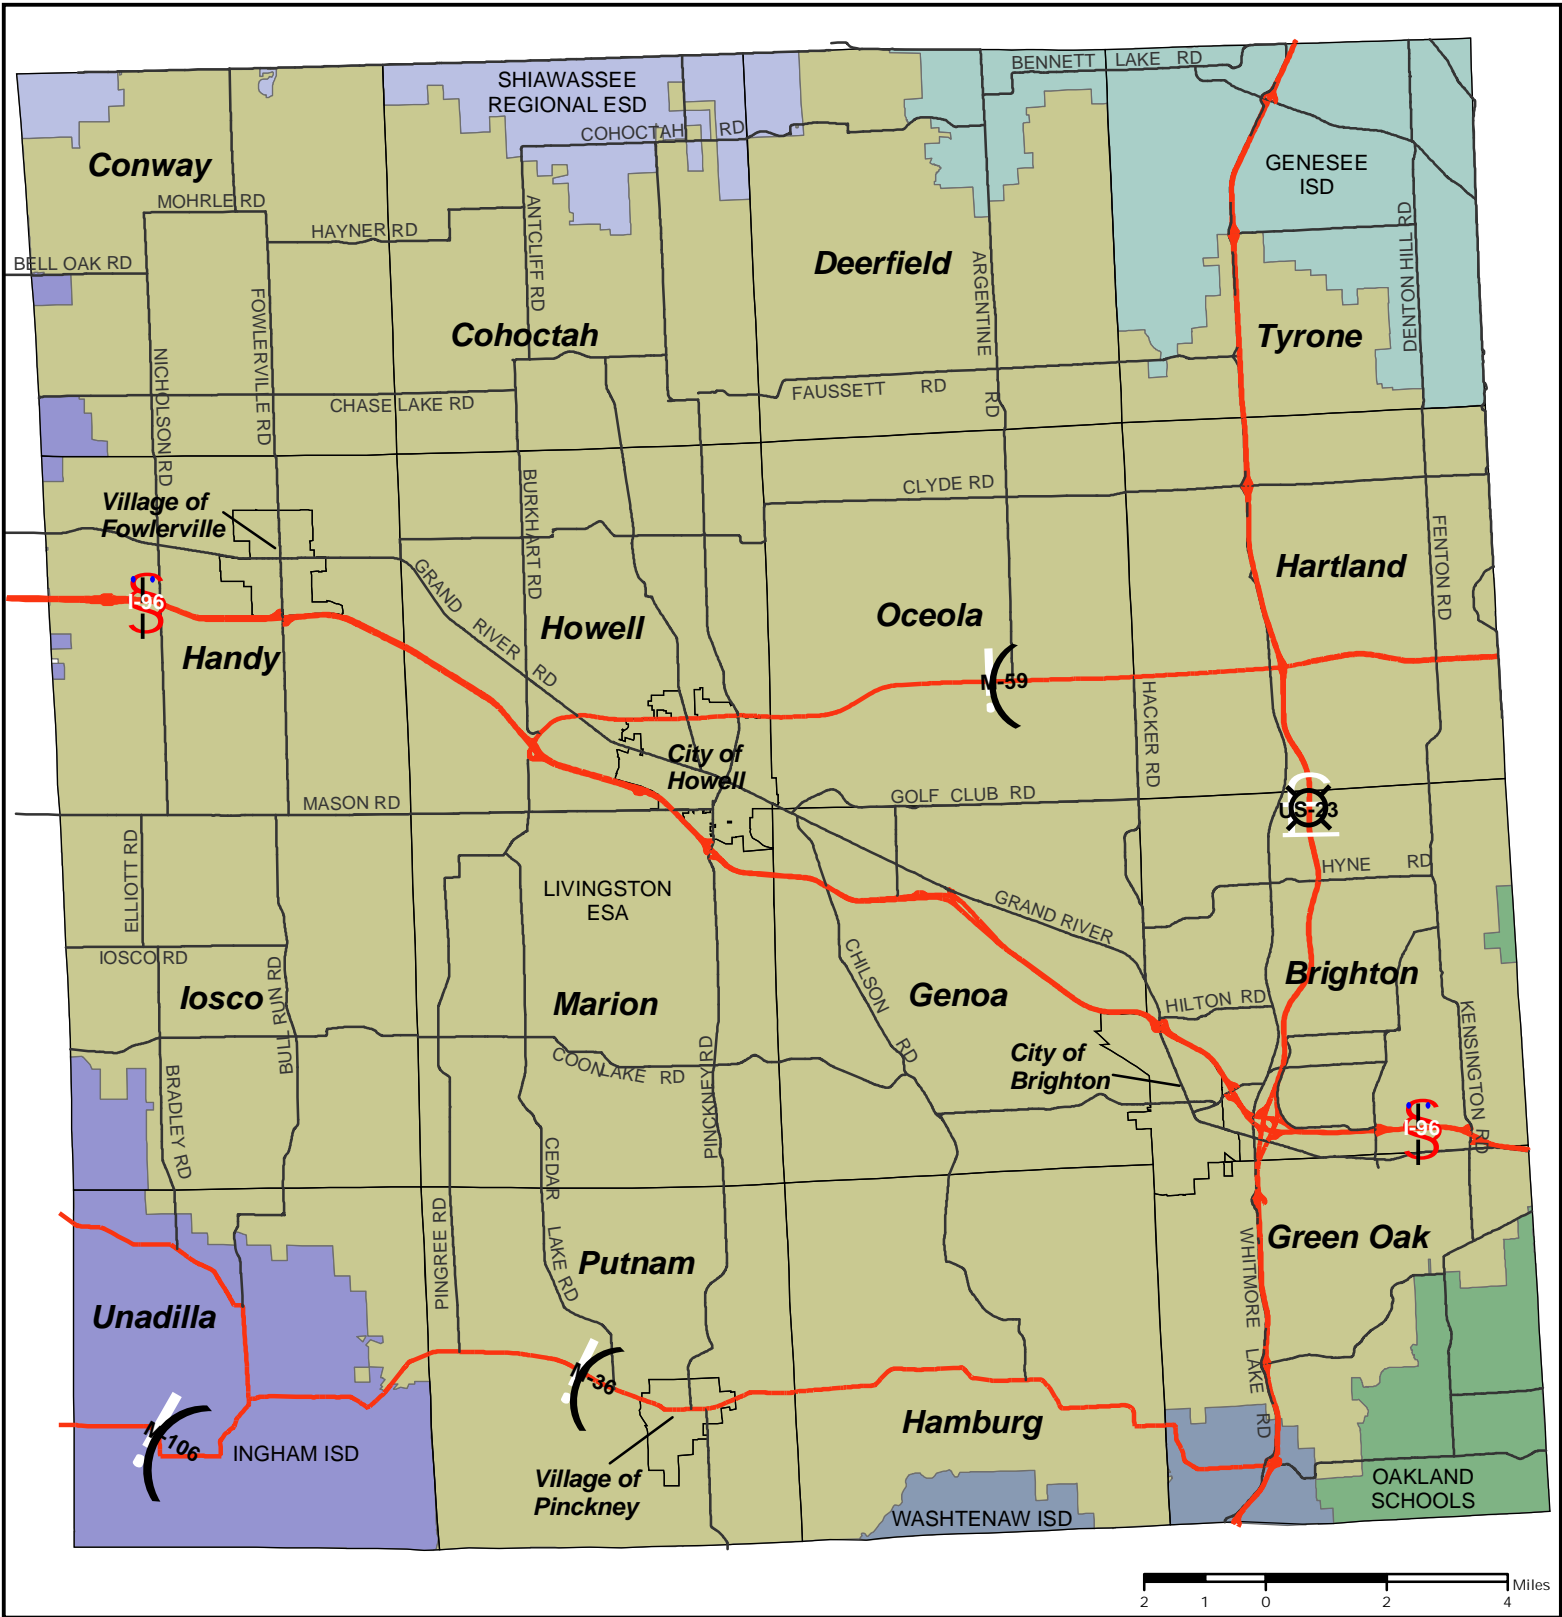 BENNETT LAKE RD
SHIAWASSEE
REGIONAL ESD
COHOCTAH RD
GENESEE
ISD
Conway
MOHRLE RD
HAYNER RD
ANTCLIFF RD
DENTON HILL RD
BELL OAK RD
Deerfield
ARGENTINE RD
FOWLERVILLE RD
Cohoctah
Tyrone
NICHOLSON RD
CHASE LAKE RD
FAUSSETT RD
BURKHART RD
CLYDE RD
Village of
Fowlerville
FENTON RD
GRAND RIVER RD
Hartland
I-96
Howell
Oceola
Handy
M-59
HACKER RD
City of
Howell
MASON RD
GOLF CLUB RD
US-23
ELLIOTT RD
HYNE RD
LIVINGSTON
ESA
GRAND RIVER
IOSCO RD
BULL RUN RD
CHILSON RD
Iosco
Marion
Genoa
Brighton
HILTON RD
KENSINGTON RD
PINCKNEY RD
COON LAKE RD
City of
Brighton
BRADLEY RD
I-96
CEDAR LAKE RD
PINGREE RD
WHITMORE LAKE RD
Green Oak
Putnam
Unadilla
M-36
Hamburg
M-106
INGHAM ISD
Village of
Pinckney
OAKLAND
SCHOOLS
WASHTENAW ISD
Miles
2 1 0 2 4